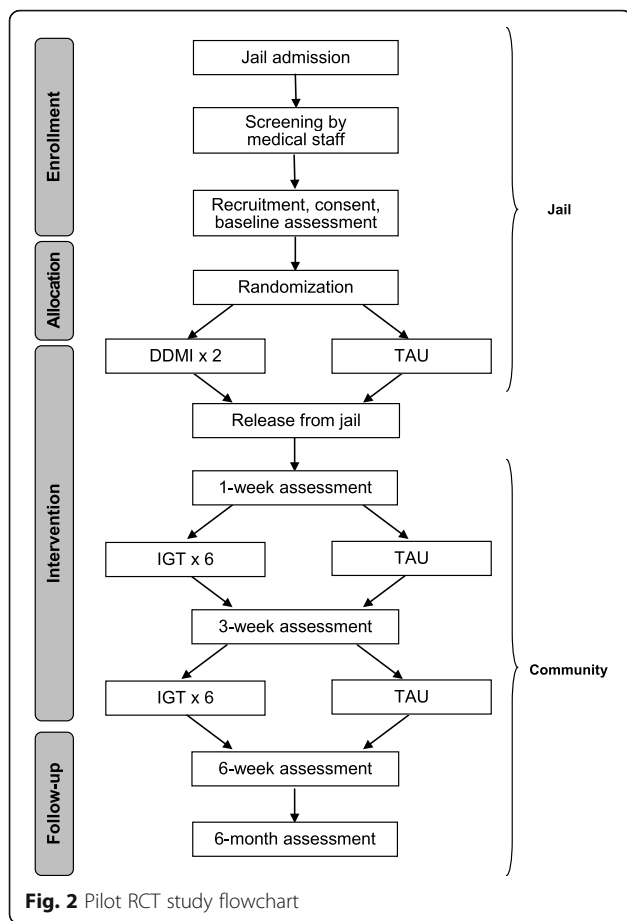 Enrollment
Jail admission
Screening by
medical staff
Recruitment, consent,
baseline assessment
Jail
Allocation
Randomization
DDMI x 2
TAU
Intervention
Release from jail
1-week assessment
IGT x 6
TAU
3-week assessment
Community
IGT x 6
TAU
Follow-up
6-week assessment
6-month assessment
Fig. 2 Pilot RCT study flowchart